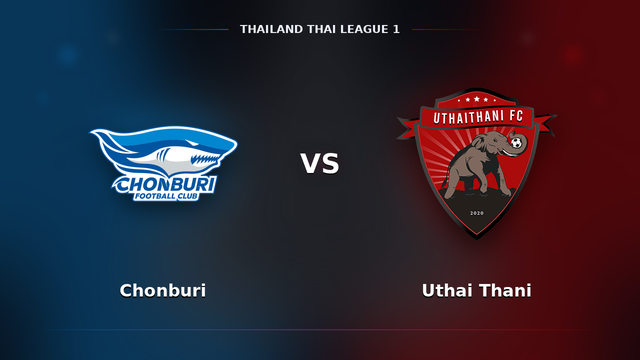 THAILAND THAI LEAGUE 1
CHONBURI
FOOTBALL CLUB
VS
UTHAITHANI FC
2020
Chonburi
Uthai Thani